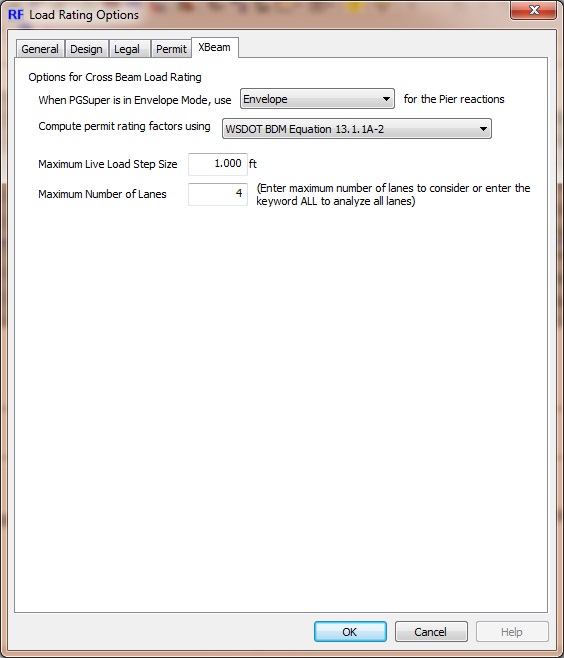 RF Load Rating Options
General Design Legal Permit XBeam
Options for Cross Beam Load Rating
When PGSuper is in Envelope Mode, use Envelope for the Pier reactions
Compute permit rating factors using WSDOT BDM Equation 13.1.1A-2
Maximum Live Load Step Size 1.000 ft
Maximum Number of Lanes 4 (Enter maximum number of lanes to consider or enter the
keyword ALL to analyze all lanes)
OK Cancel Help